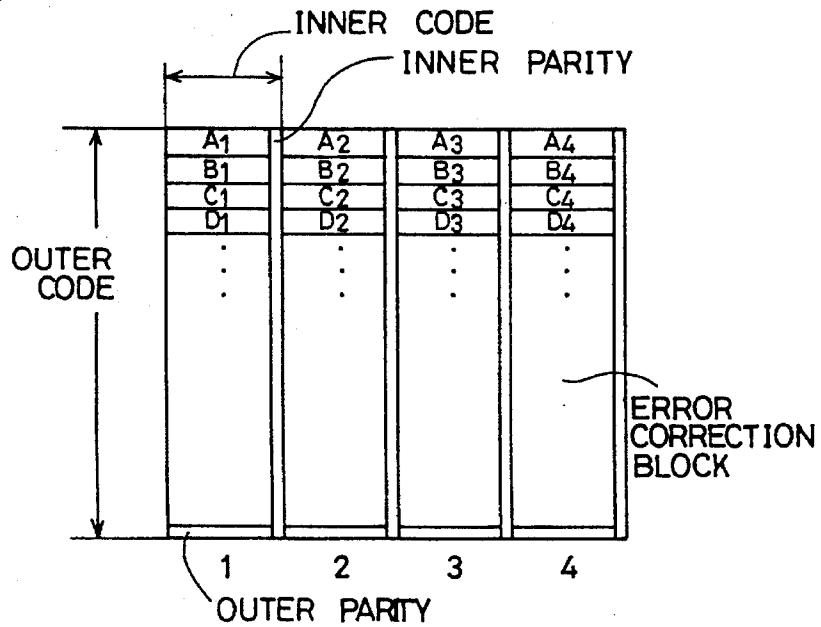 INNER CODE
INNER PARITY
A1 A2 A3 A4
B1 B2 B3 B4
C1 C2 C3 C4
D1 D2 D3 D4
OUTER
CODE
ERROR
CORRECTION
BLOCK
1 2 3 4
OUTER PARITY